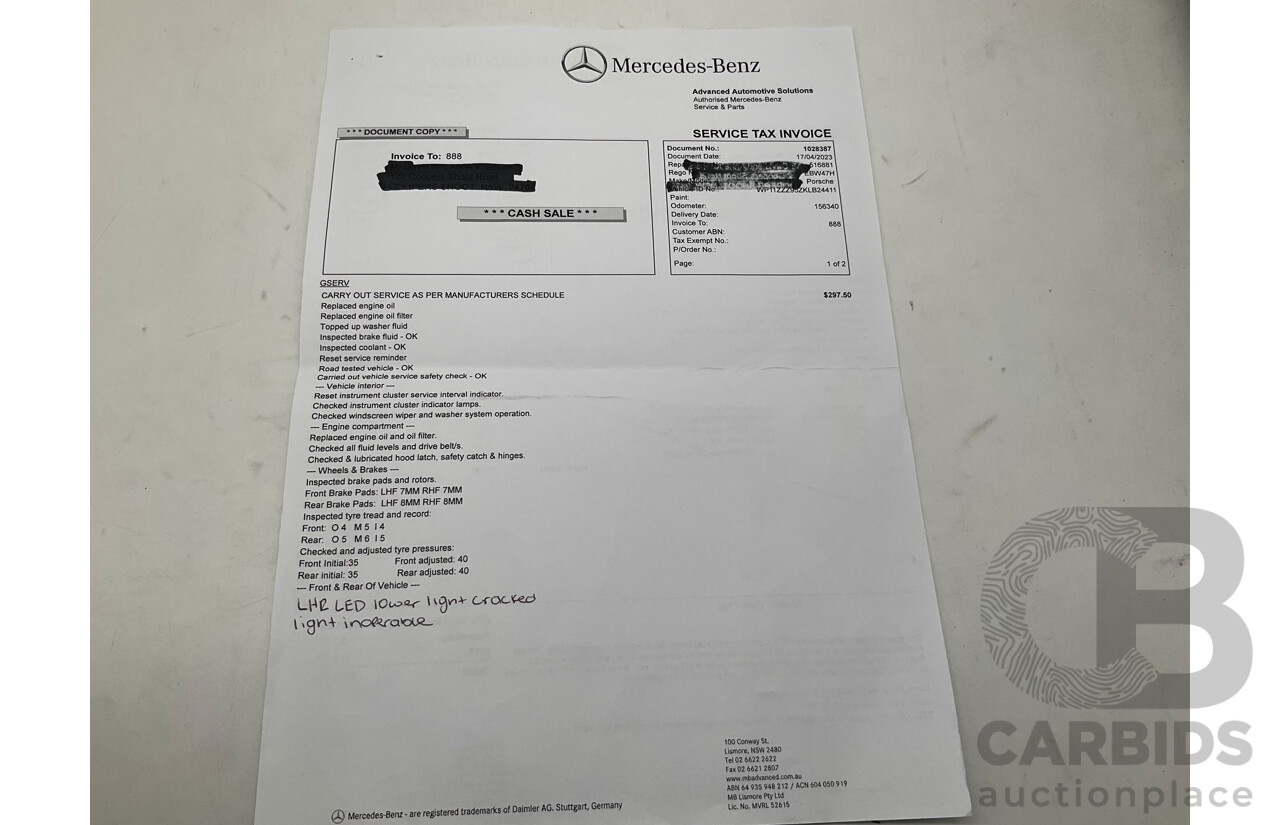 Mercedes-Benz
Advanced Automotive Solutions
Authorised Mercedes-Benz
Service & Parts
* * * DOCUMENT COPY * * *
SERVICE TAX INVOICE
Invoice To: 888
* * * CASH SALE * * *
Document No.: 1028387
Document Date: 17/04/2023
516881
Rego
Porsche
Paint:
Odometer: 156340
Delivery Date:
Invoice To: 888
Customer ABN:
Tax Exempt No.:
P/Order No.:
Page: 1 of 2
GSERV
CARRY OUT SERVICE AS PER MANUFACTURERS SCHEDULE $297.50
Replaced engine oil
Replaced engine oil filter
Topped up washer fluid
Inspected brake fluid - OK
Inspected coolant - OK
Reset service reminder
Road tested vehicle - OK
Carried out vehicle service safety check - OK
--- Vehicle interior ---
Reset instrument cluster service interval indicator.
Checked instrument cluster indicator lamps.
Checked windscreen wiper and washer system operation.
--- Engine compartment ---
Replaced engine oil and oil filter.
Checked all fluid levels and drive belt/s.
Checked & lubricated hood latch, safety catch & hinges.
--- Wheels & Brakes ---
Inspected brake pads and rotors.
Front Brake Pads: LHF 7MM RHF 7MM
Rear Brake Pads: LHF 8MM RHF 8MM
Inspected tyre tread and record:
Front: O 4 M 5 I 4
Rear: O 5 M 6 I 5
Checked and adjusted tyre pressures:
Front Initial:35 Front adjusted: 40
Rear initial: 35 Rear adjusted: 40
--- Front & Rear Of Vehicle ---
LHR LED lower light cracked
light inoperable
100 Conway St.
Lismore, NSW 2480
Tel 02 6622 2622
Fax 02 6621 2807
www.mbadvanced.com.au
ABN 64 935 948 212 / ACN 604 050 919
MB Lismore Pty Ltd
Lic. No. MVRL 52615
Mercedes-Benz - are registered trademarks of Daimler AG. Stuttgart, Germany
CB
CARBIDS
auctionplace